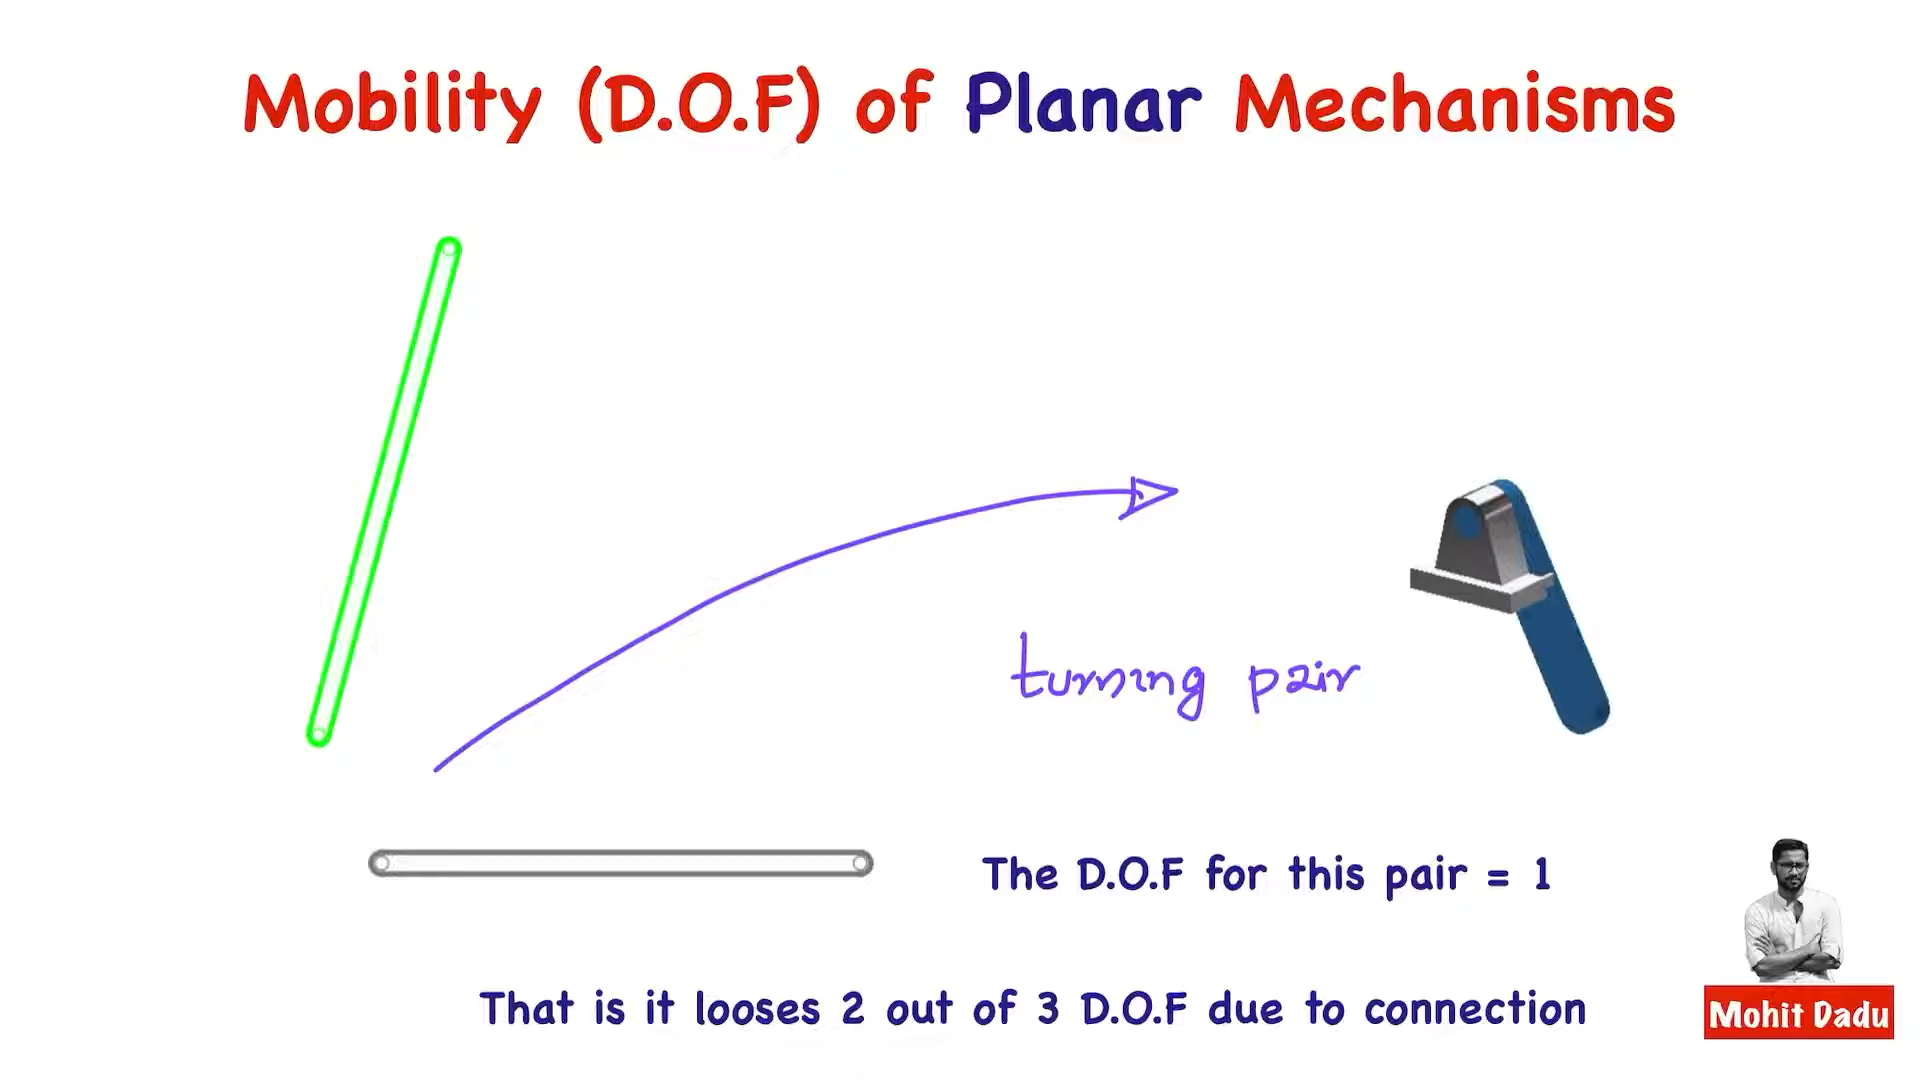 Mobility (D.O.F) of Planar Mechanisms
turning pair
The D.O.F for this pair = 1
That is it looses 2 out of 3 D.O.F due to connection
Mohit Dadu